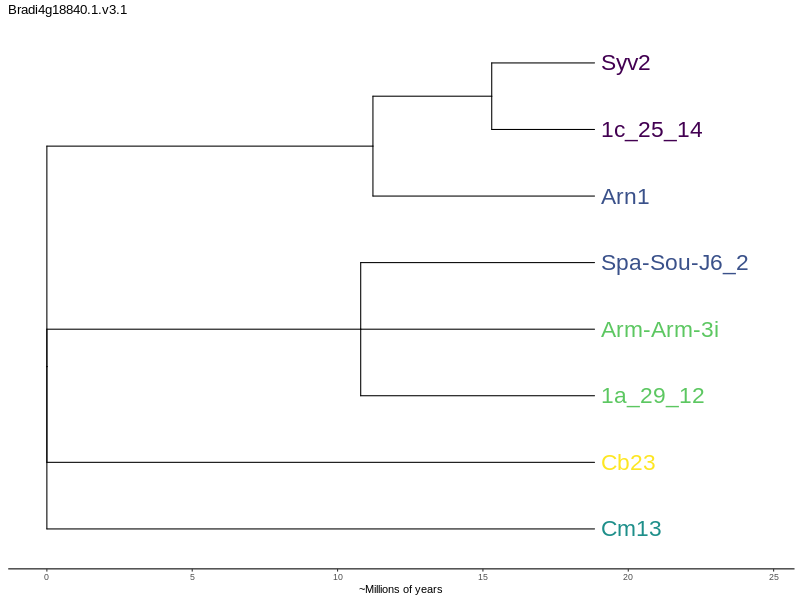 Bradi4g18840.1.v3.1
Syv2
1c_25_14
Arn1
Spa-Sou-J6_2
Arm-Arm-3i
1a_29_12
Cb23
Cm13
0 5 10 15 20 25
~Millions of years